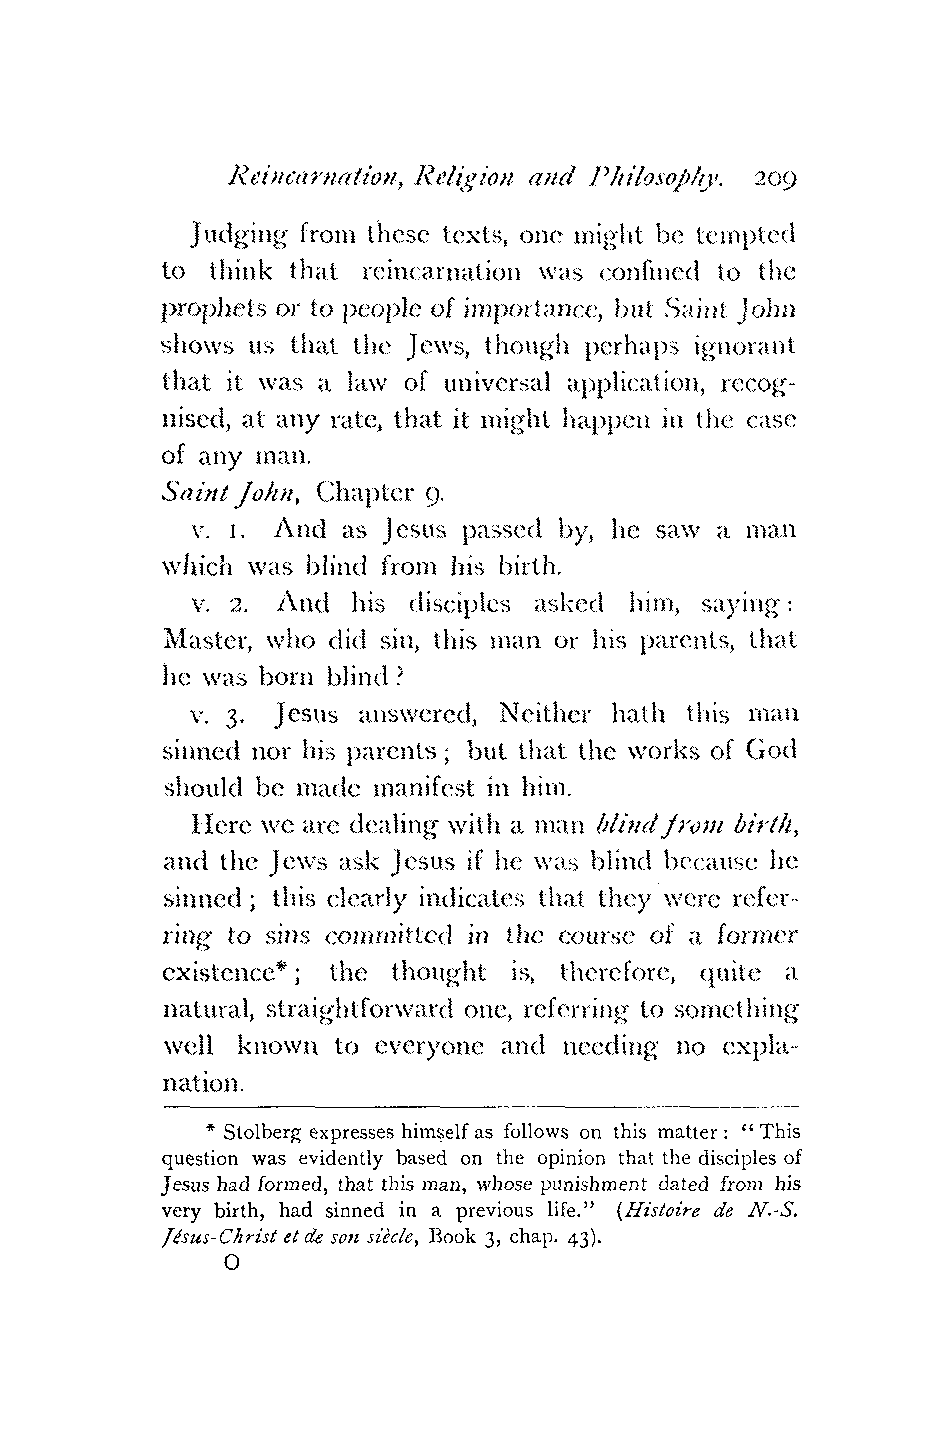 Reincarnation, Religion and Philosophy. 209
Judging from these texts, one might be tempted
to think that reincarnation was confined to the
prophets or to people of importance, but Saint John
shows us that the Jews, though perhaps ignorant
that it was a law of universal application, recog-
nised, at any rate, that it might happen in the case
of any man.
Saint John, Chapter 9.
v. 1. And as Jesus passed by, he saw a man
which was blind from his birth.
v. 2. And his disciples asked him, saying:
Master, who did sin, this man or his parents, that
he was born blind?
v. 3. Jesus answered, Neither hath this man
sinned nor his parents; but that the works of God
should be made manifest in him.
Here we are dealing with a man blind from birth,
and the Jews ask Jesus if he was blind because he
sinned; this clearly indicates that they were refer-
ring to sins committed in the course of a former
existence*; the thought is, therefore, quite a
natural, straightforward one, referring to something
well known to everyone and needing no expla-
nation.
* Stolberg expresses himself as follows on this matter: "This
question was evidently based on the opinion that the disciples of
Jesus had formed, that this man, whose punishment dated from his
very birth, had sinned in a previous life." (Histoire de N.-S.
Jésus-Christ et de son siècle, Book 3, chap. 43).
O